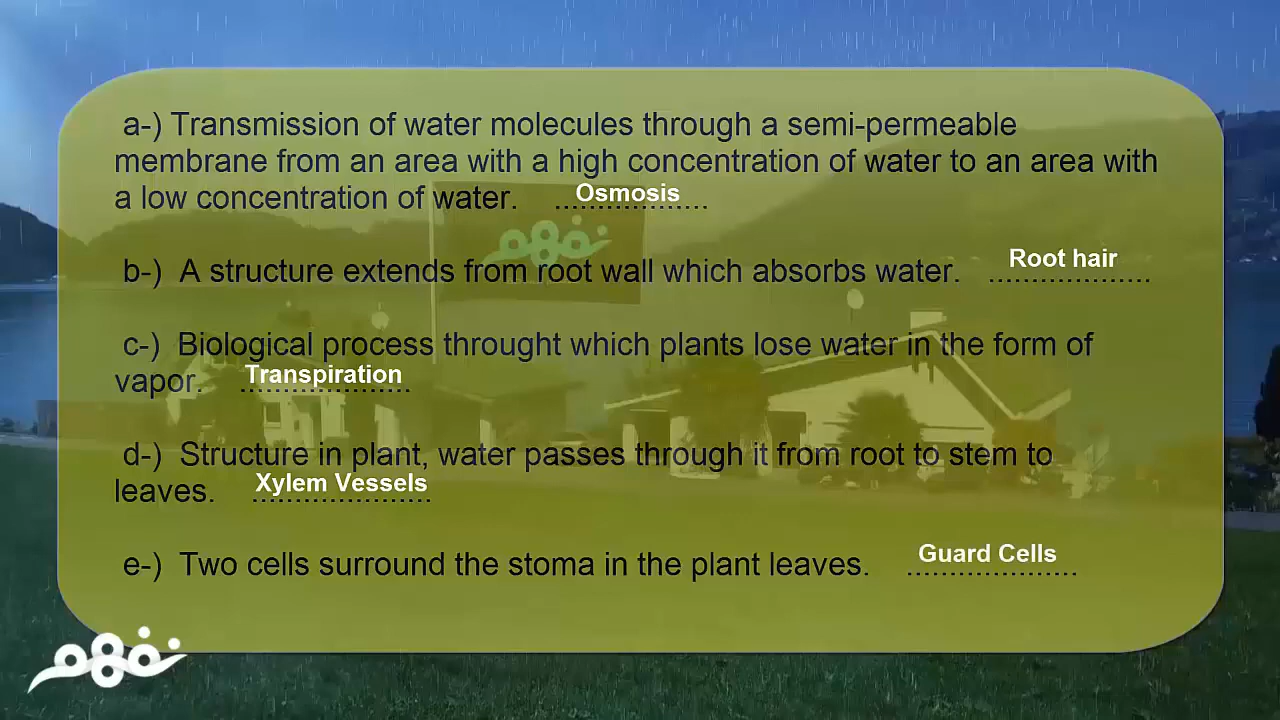 a-) Transmission of water molecules through a semi-permeable
membrane from an area with a high concentration of water to an area with
a low concentration of water. Osmosis ..................
نفهم
b-) A structure extends from root wall which absorbs water. Root hair ...................
c-) Biological process throught which plants lose water in the form of
vapor. Transpiration ....................
d-) Structure in plant, water passes through it from root to stem to
leaves. Xylem Vessels .....................
e-) Two cells surround the stoma in the plant leaves. Guard Cells ....................
نفهم